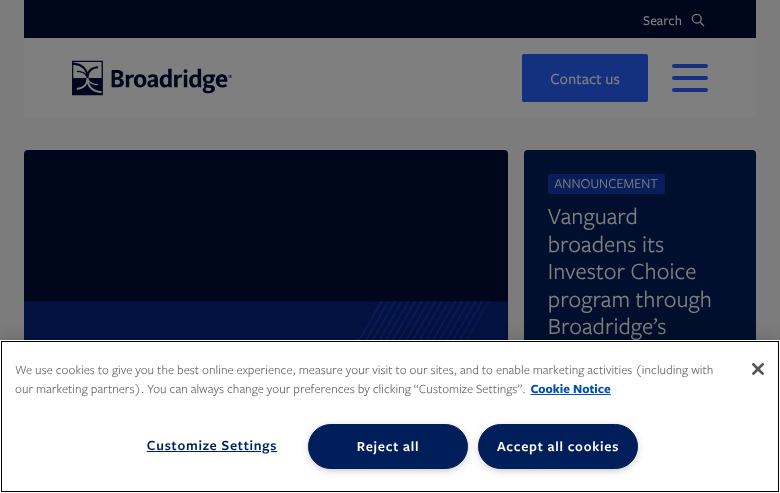 Search
Broadridge
Contact us
ANNOUNCEMENT
Vanguard
broadens its
Investor Choice
program through
Broadridge’s
We use cookies to give you the best online experience, measure your visit to our sites, and to enable marketing activities (including with
our marketing partners). You can always change your preferences by clicking “Customize Settings”. Cookie Notice
Customize Settings
Reject all
Accept all cookies